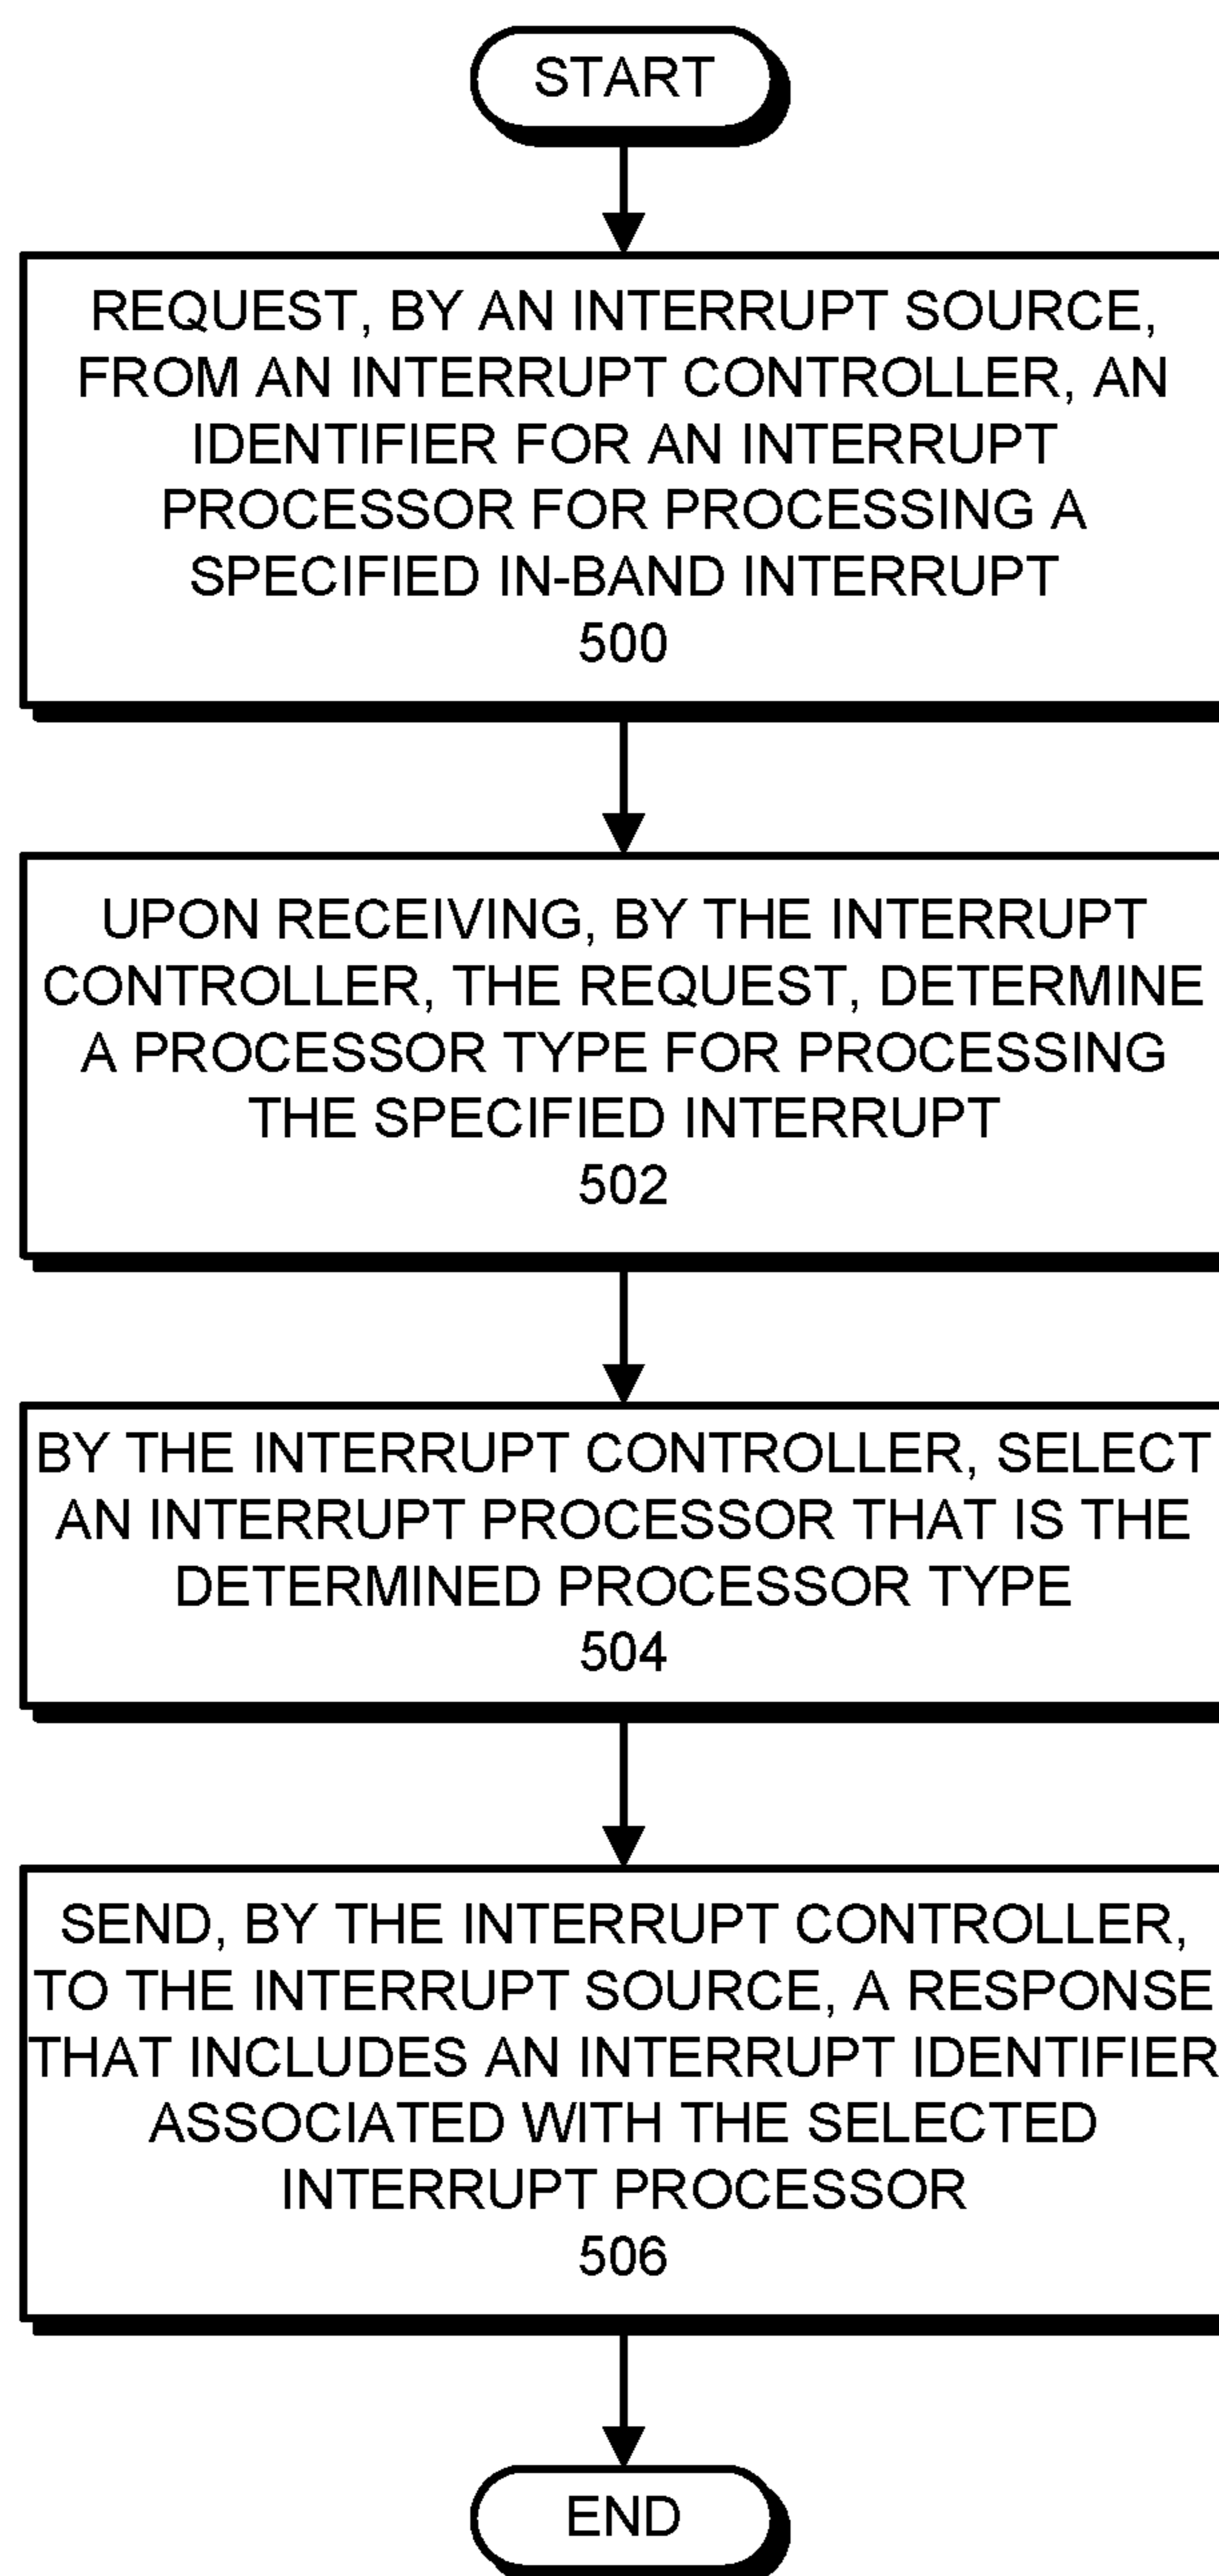 START
REQUEST, BY AN INTERRUPT SOURCE,
FROM AN INTERRUPT CONTROLLER, AN
IDENTIFIER FOR AN INTERRUPT
PROCESSOR FOR PROCESSING A
SPECIFIED IN-BAND INTERRUPT
500
UPON RECEIVING, BY THE INTERRUPT
CONTROLLER, THE REQUEST, DETERMINE
A PROCESSOR TYPE FOR PROCESSING
THE SPECIFIED INTERRUPT
502
BY THE INTERRUPT CONTROLLER, SELECT
AN INTERRUPT PROCESSOR THAT IS THE
DETERMINED PROCESSOR TYPE
504
SEND, BY THE INTERRUPT CONTROLLER,
TO THE INTERRUPT SOURCE, A RESPONSE
THAT INCLUDES AN INTERRUPT IDENTIFIER
ASSOCIATED WITH THE SELECTED
INTERRUPT PROCESSOR
506
END